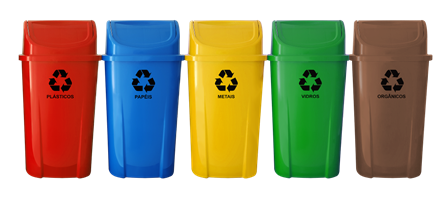 PLÁSTICOS
PAPÉIS
METAIS
VIDROS
ORGÂNICOS